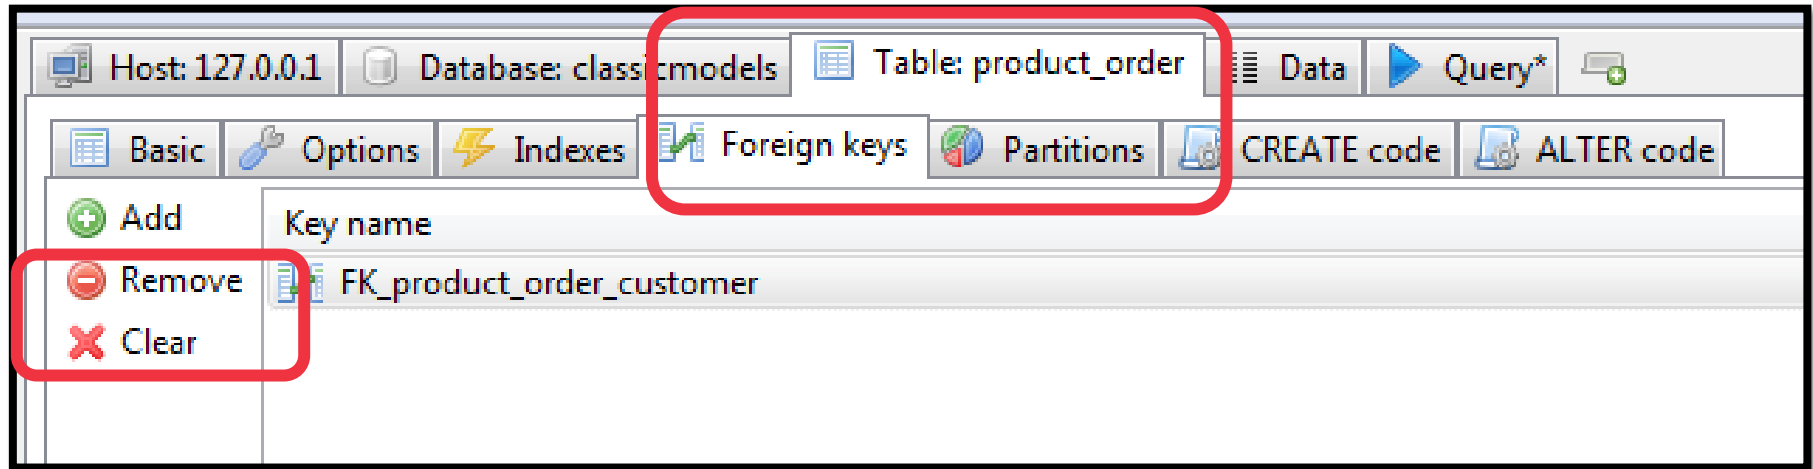 Host: 127.0.0.1 Database: classicmodels Table: product_order Data Query*
Basic Options Indexes Foreign keys Partitions CREATE code ALTER code
Add Key name
Remove FK_product_order_customer
Clear